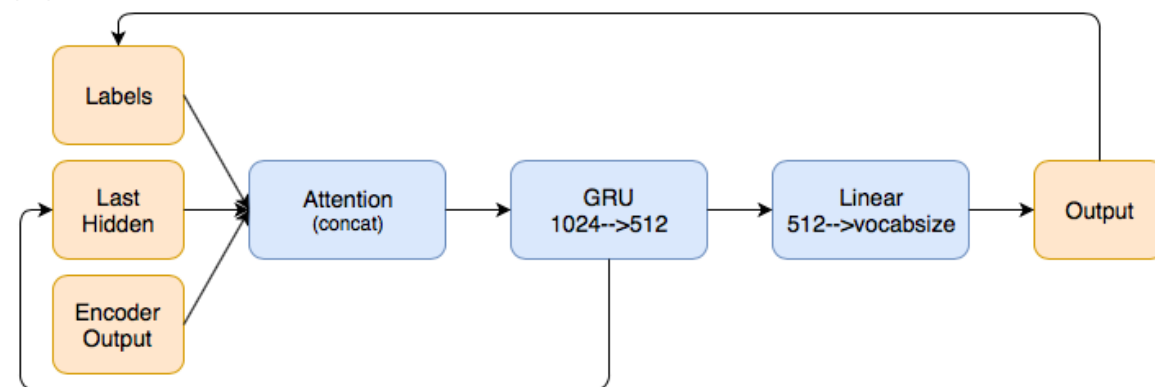 Labels
Last
Hidden
Encoder
Output
Attention
(concat)
GRU
1024-->512
Linear
512-->vocabsize
Output